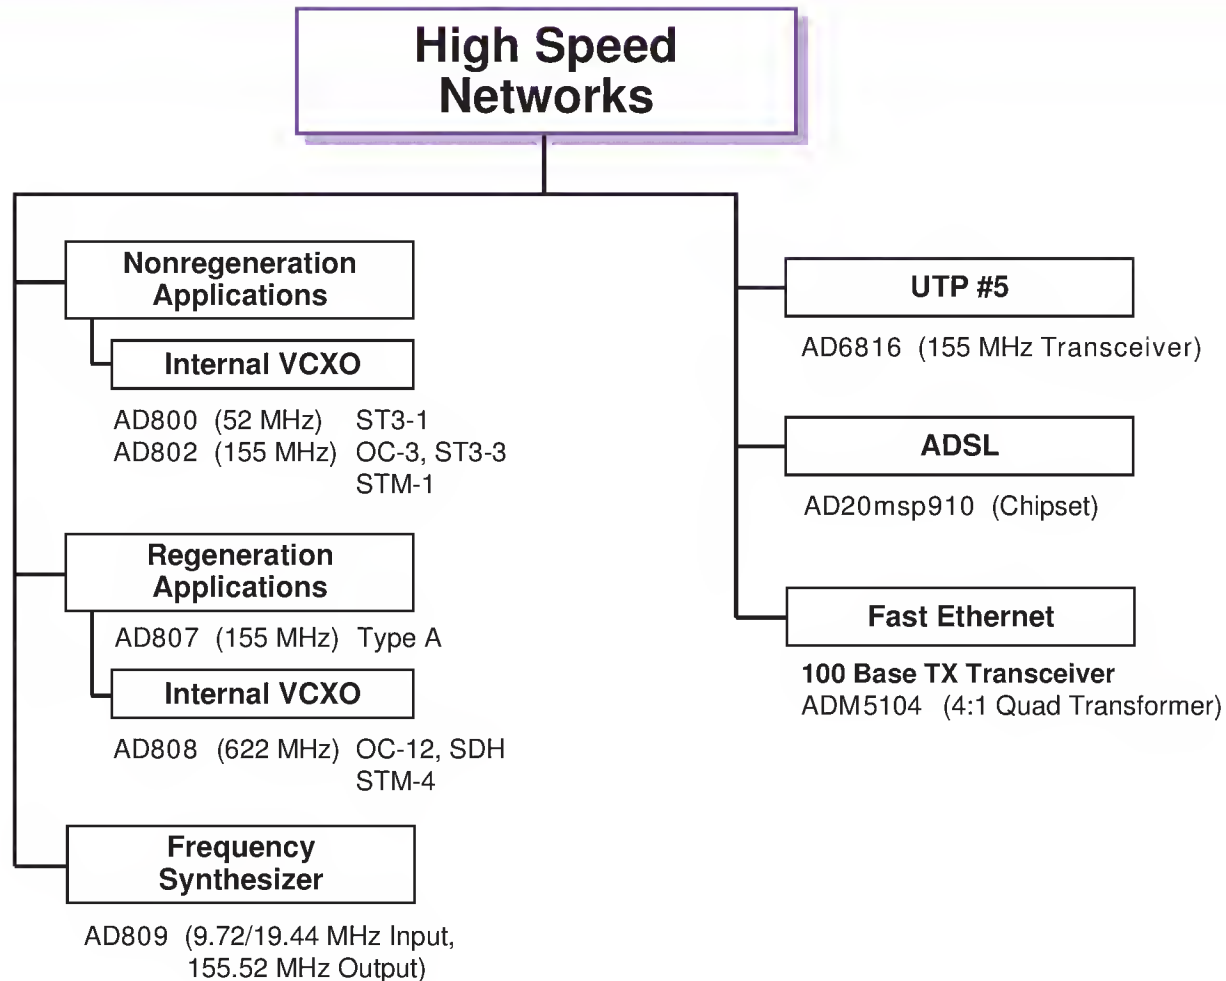 High Speed
Networks
Nonregeneration
Applications
Internal VCXO
AD800 (52 MHz) ST3-1
AD802 (155 MHz) OC-3, ST3-3
STM-1
Regeneration
Applications
AD807 (155 MHz) Type A
Internal VCXO
AD808 (622 MHz) OC-12, SDH
STM-4
Frequency
Synthesizer
AD809 (9.72/19.44 MHz Input,
155.52 MHz Output)
UTP #5
AD6816 (155 MHz Transceiver)
ADSL
AD20msp910 (Chipset)
Fast Ethernet
100 Base TX Transceiver
ADM5104 (4:1 Quad Transformer)